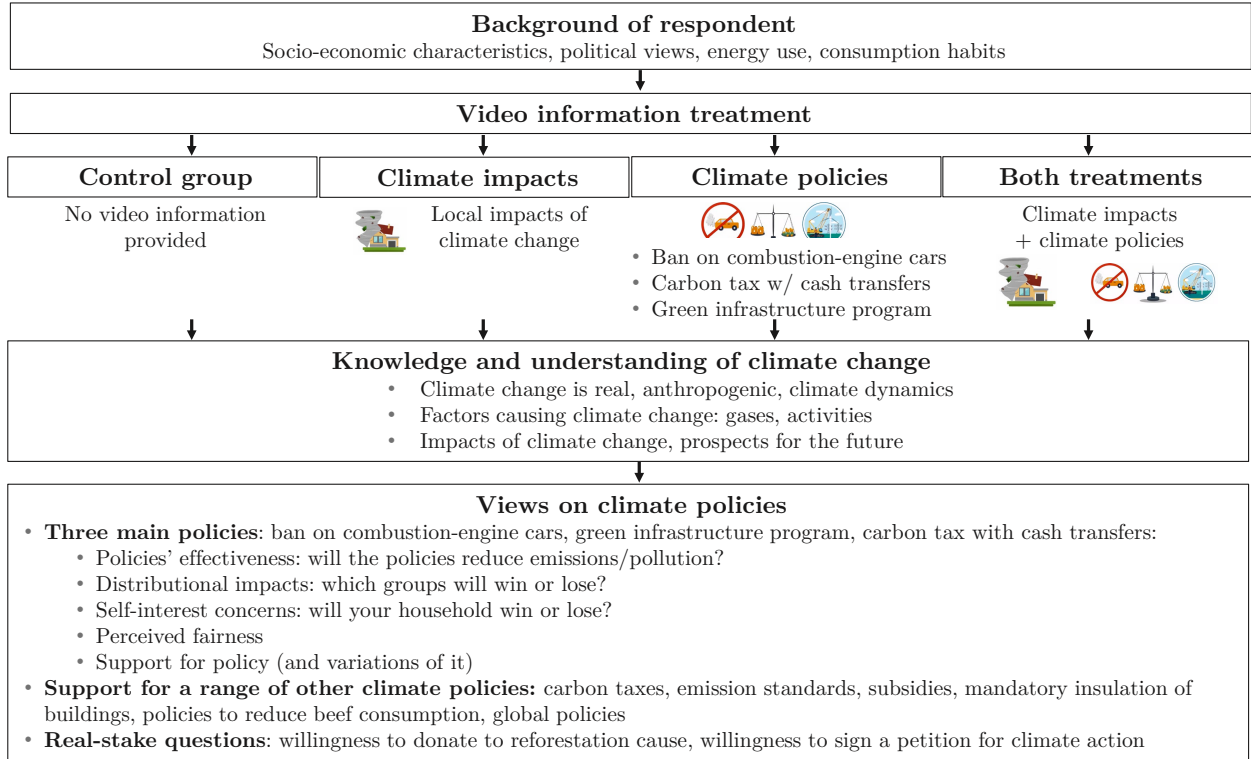 Background of respondent
Socio-economic characteristics, political views, energy use, consumption habits
Video information treatment
Control group
No video information
provided
Climate impacts
Local impacts of
climate change
Climate policies
• Ban on combustion-engine cars
• Carbon tax w/ cash transfers
• Green infrastructure program
Both treatments
Climate impacts
+ climate policies
Knowledge and understanding of climate change
• Climate change is real, anthropogenic, climate dynamics
• Factors causing climate change: gases, activities
• Impacts of climate change, prospects for the future
Views on climate policies
• Three main policies: ban on combustion-engine cars, green infrastructure program, carbon tax with cash transfers:
• Policies' effectiveness: will the policies reduce emissions/pollution?
• Distributional impacts: which groups will win or lose?
• Self-interest concerns: will your household win or lose?
• Perceived fairness
• Support for policy (and variations of it)
• Support for a range of other climate policies: carbon taxes, emission standards, subsidies, mandatory insulation of
buildings, policies to reduce beef consumption, global policies
• Real-stake questions: willingness to donate to reforestation cause, willingness to sign a petition for climate action